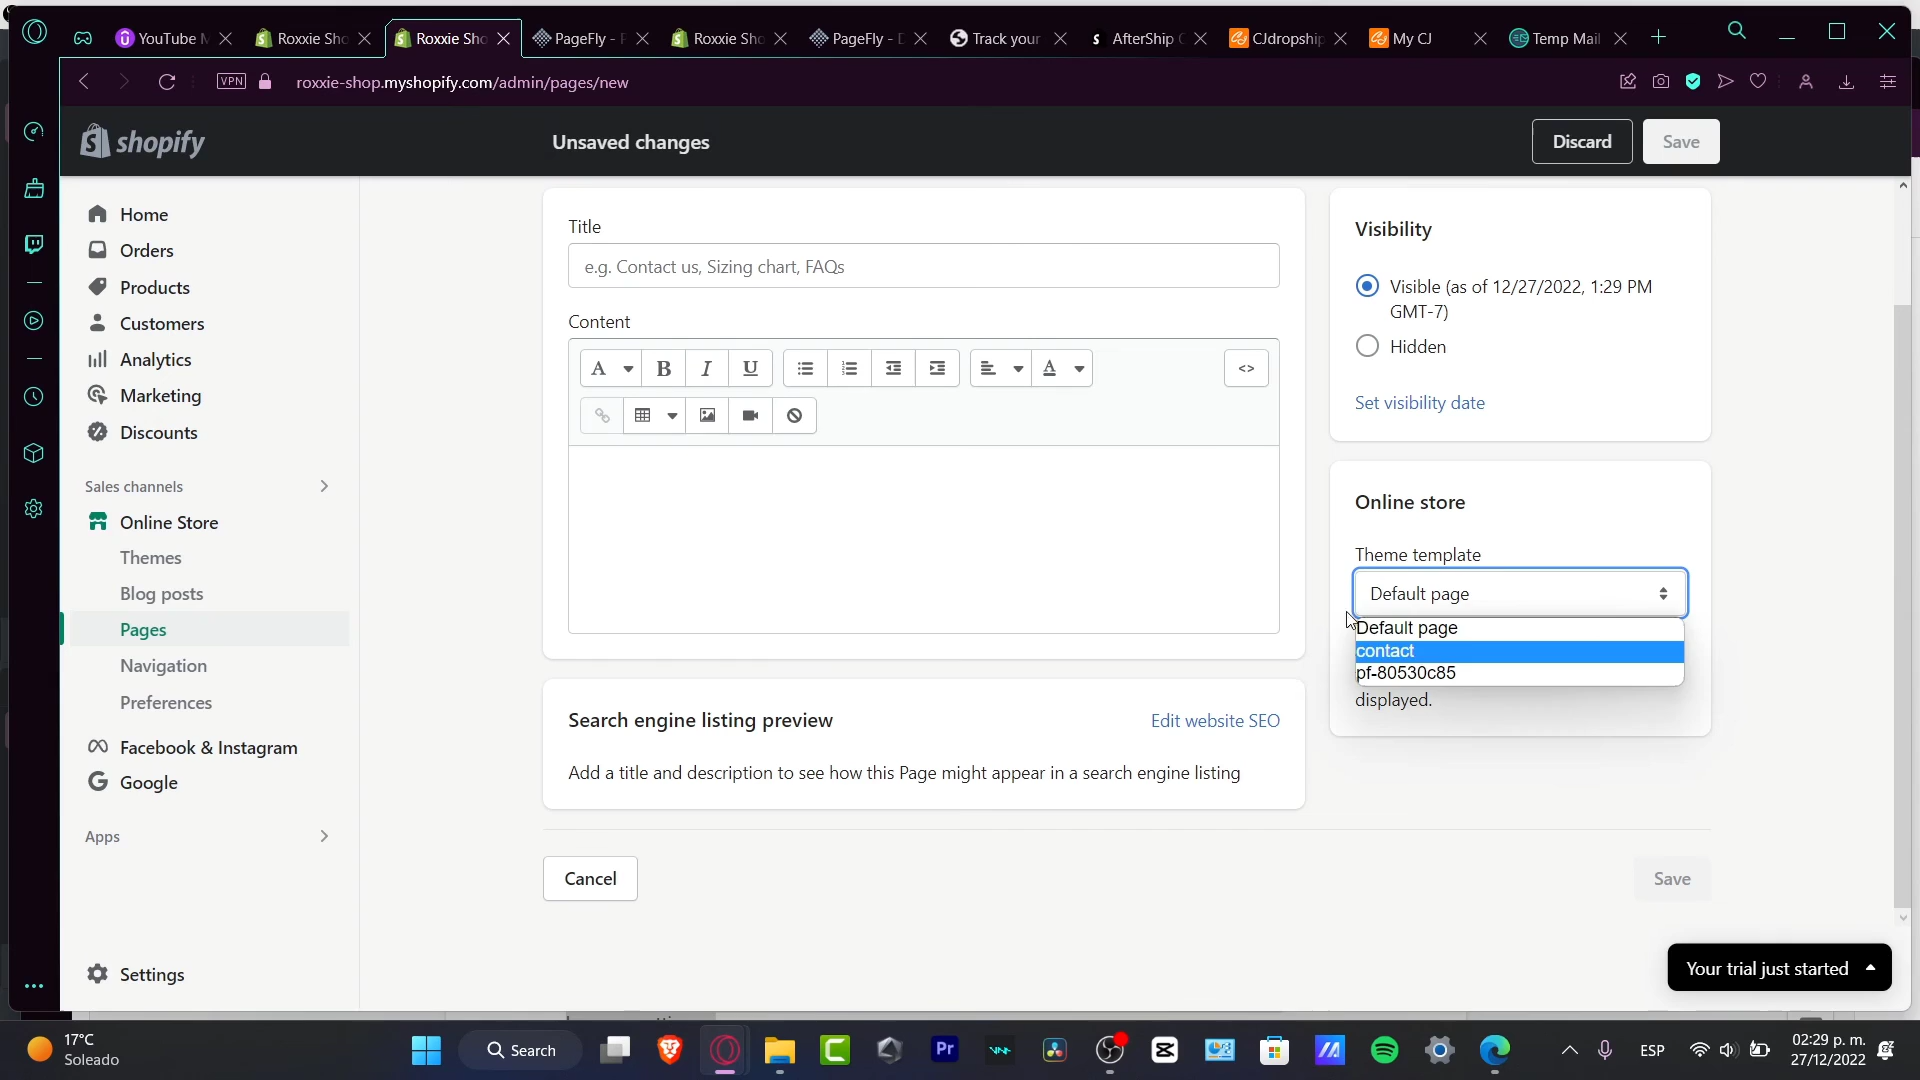 YouTube M
Roxxie Sho
Roxxie Sho
PageFly - P
Roxxie Sho
PageFly - D
Track your
AfterShip
CJdropship
My CJ
Temp Mail
VPN
roxxie-shop.myshopify.com/admin/pages/new
shopify
Unsaved changes
Discard
Save
Home
Orders
Products
Customers
Analytics
Marketing
Discounts
Sales channels
Online Store
Themes
Blog posts
Pages
Navigation
Preferences
Facebook & Instagram
Google
Apps
Settings
Title
e.g. Contact us, Sizing chart, FAQs
Content
A
B
I
U
A
<>
Search engine listing preview
Edit website SEO
Add a title and description to see how this Page might appear in a search engine listing
Cancel
Save
Visibility
Visible (as of 12/27/2022, 1:29 PM
GMT-7)
Hidden
Set visibility date
Online store
Theme template
Default page
Default page
contact
pf-80530c85
displayed.
Your trial just started
17°C
Soleado
Search
Pr
ESP
02:29 p. m.
27/12/2022